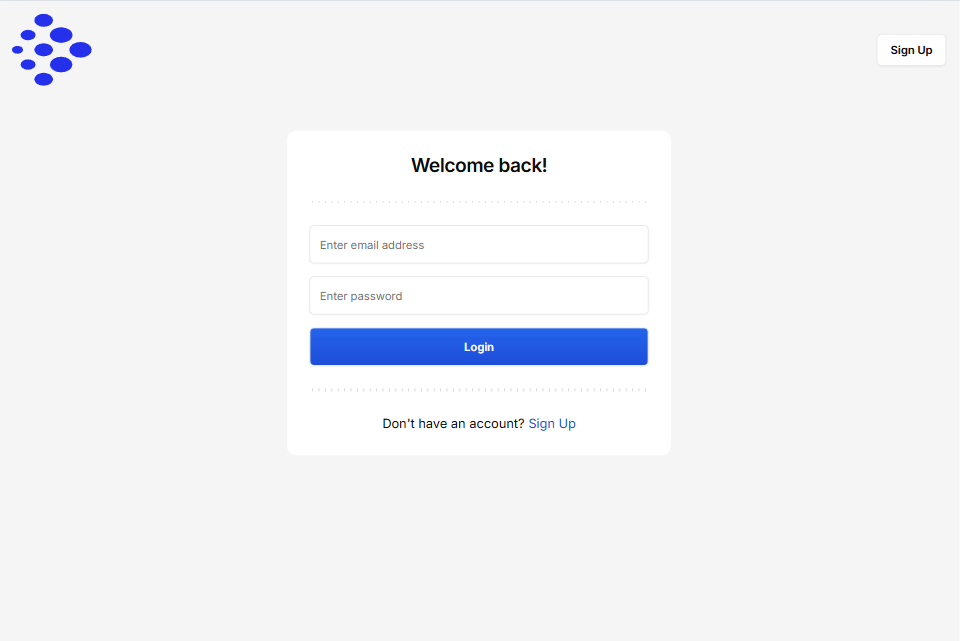 Sign Up
Welcome back!
Enter email address
Enter password
Login
Don't have an account? Sign Up